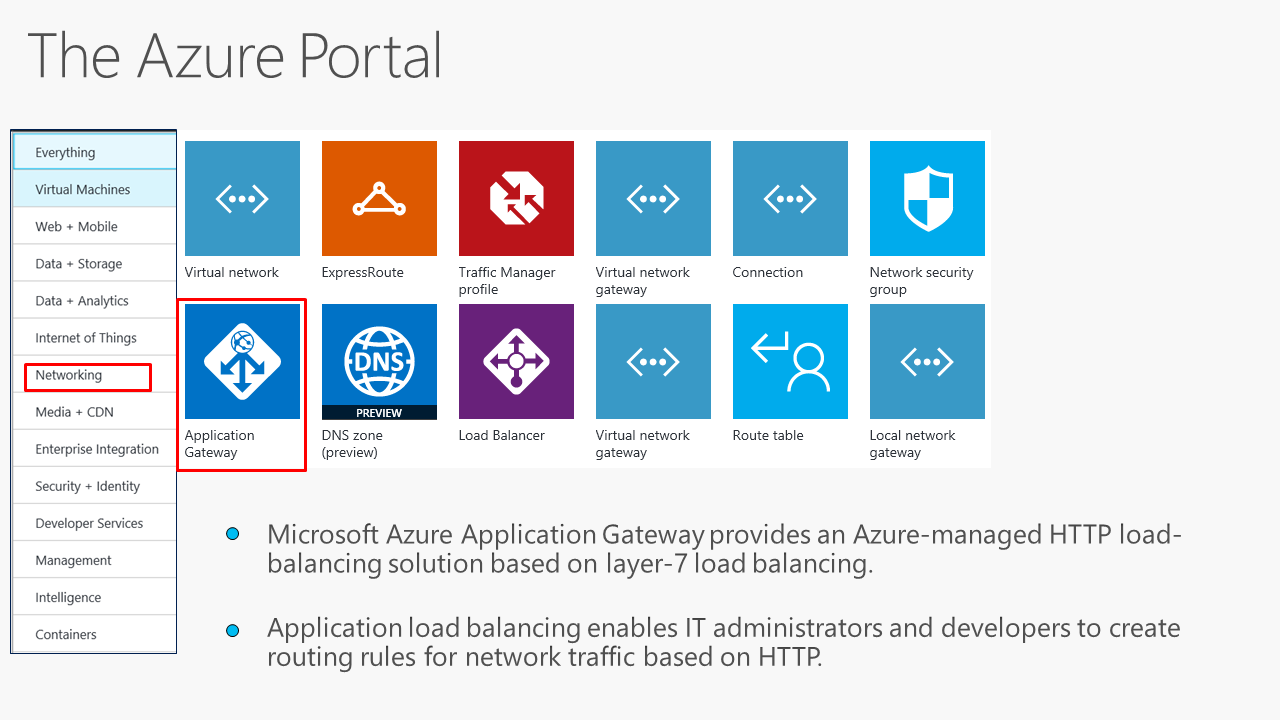 The Azure Portal
Everything
Virtual Machines
Web + Mobile
Data + Storage
Data + Analytics
Internet of Things
Networking
Media + CDN
Enterprise Integration
Security + Identity
Developer Services
Management
Intelligence
Containers
Virtual network
ExpressRoute
Traffic Manager
profile
Virtual network
gateway
Connection
Network security
group
Application
Gateway
DNS
PREVIEW
DNS zone
(preview)
Load Balancer
Virtual network
gateway
Route table
Local network
gateway
Microsoft Azure Application Gateway provides an Azure-managed HTTP load-
balancing solution based on layer-7 load balancing.
Application load balancing enables IT administrators and developers to create
routing rules for network traffic based on HTTP.